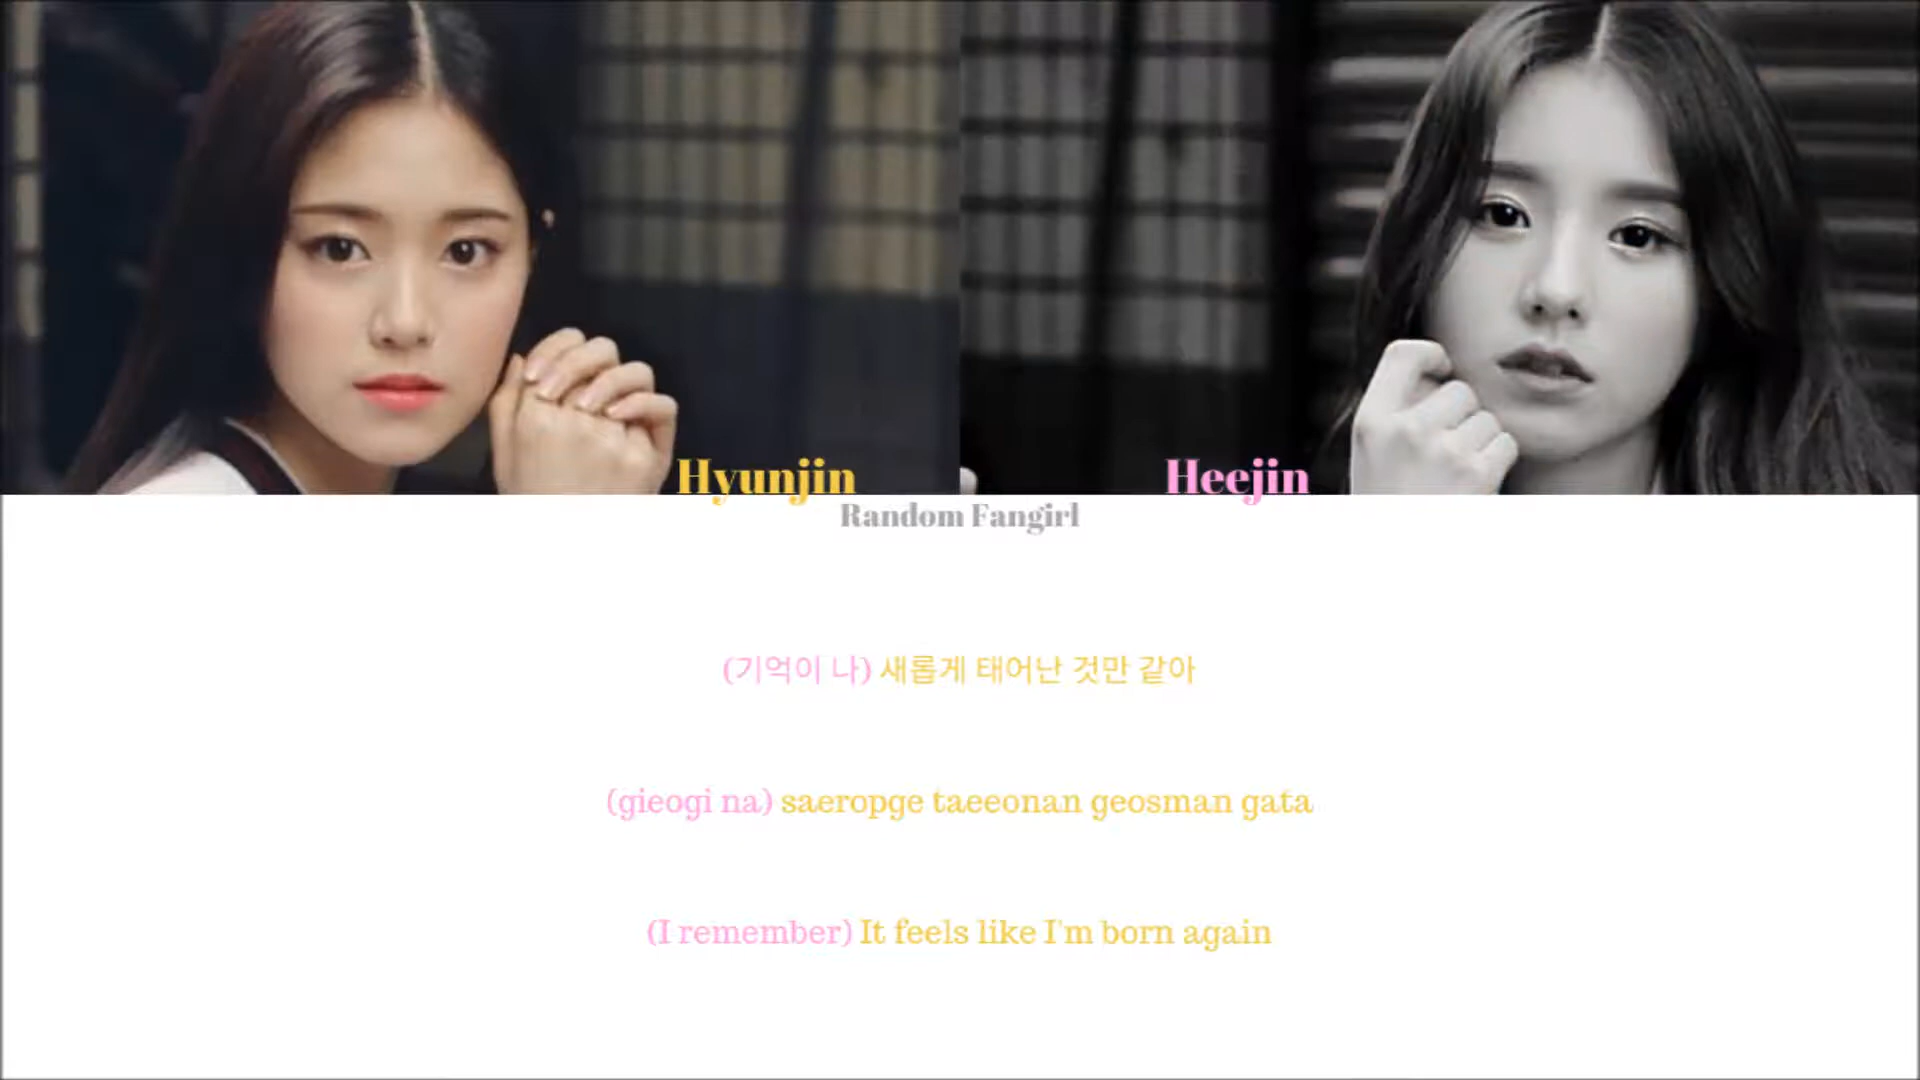 Hyunjin
Heejin
Random Fangirl
(기억이 나) 새롭게 태어난 것만 같아
(gieogi na) saeropge taeeonan geosman gata
(I remember) It feels like I'm born again